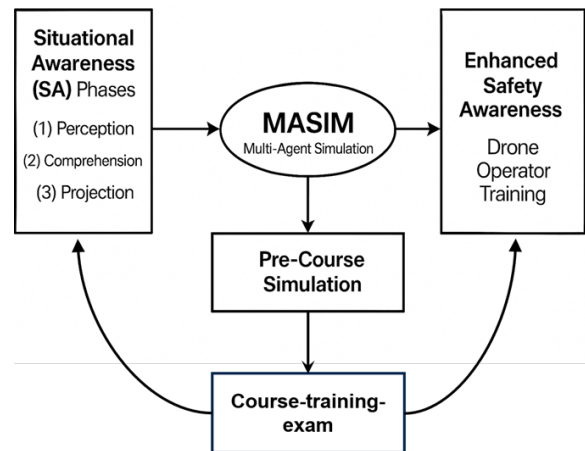 Situational
Awareness
(SA) Phases
(1) Perception
(2) Comprehension
(3) Projection
MASIM
Multi-Agent Simulation
Enhanced
Safety
Awareness
Drone
Operator
Training
Pre-Course
Simulation
Course-training-
exam